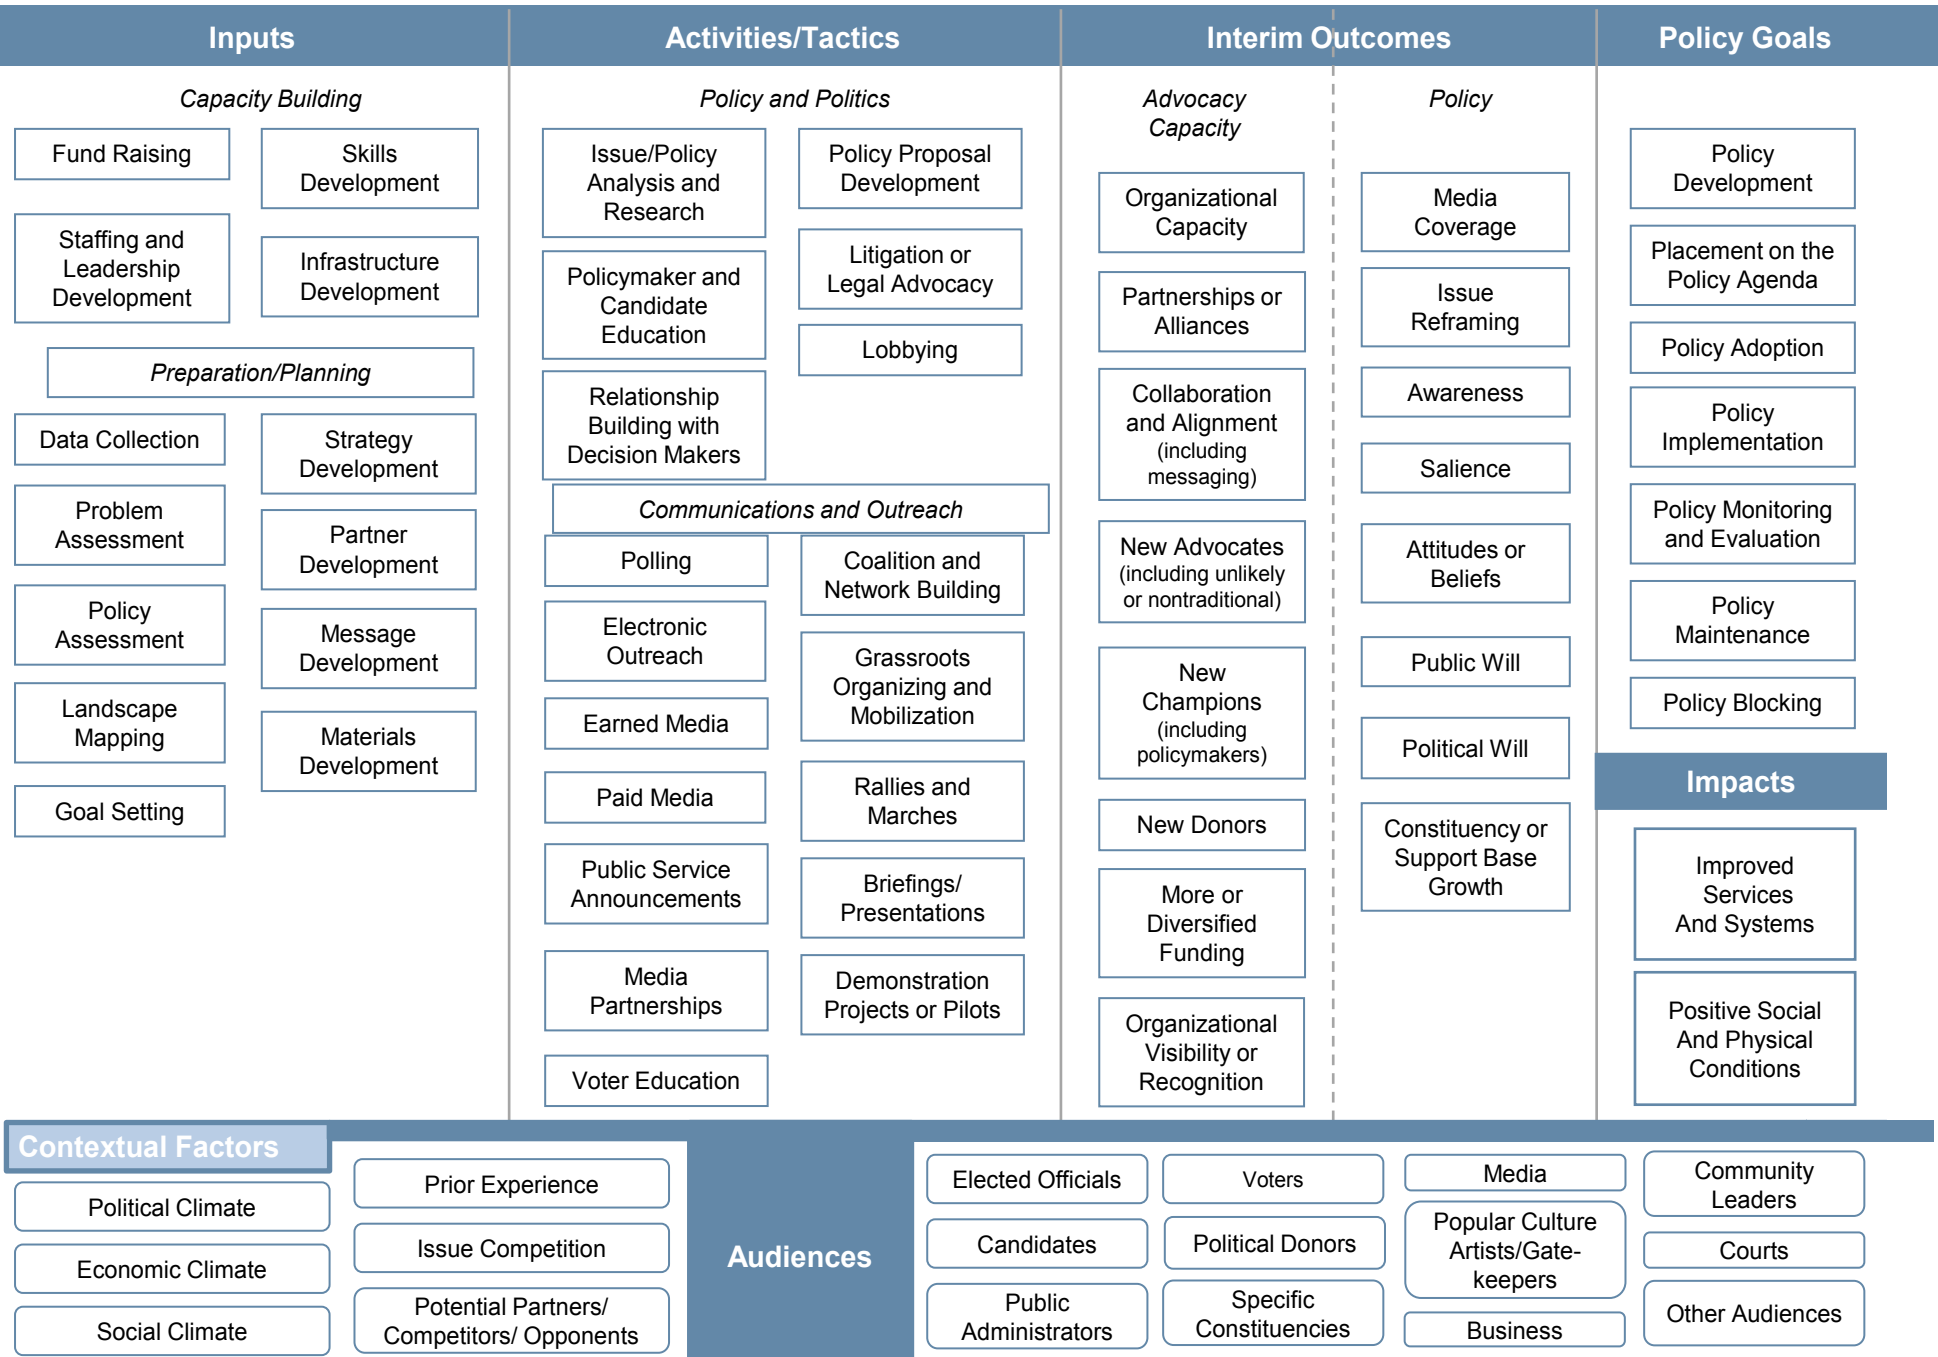 Inputs
Activities/Tactics
Interim Outcomes
Policy Goals
Capacity Building
Fund Raising
Skills
Development
Staffing and
Leadership
Development
Infrastructure
Development
Preparation/Planning
Data Collection
Strategy
Development
Problem
Assessment
Partner
Development
Policy
Assessment
Message
Development
Landscape
Mapping
Materials
Development
Goal Setting
Policy and Politics
Issue/Policy
Analysis and
Research
Policy Proposal
Development
Policymaker and
Candidate
Education
Litigation or
Legal Advocacy
Lobbying
Relationship
Building with
Decision Makers
Communications and Outreach
Polling
Coalition and
Network Building
Electronic
Outreach
Grassroots
Organizing and
Mobilization
Earned Media
Paid Media
Rallies and
Marches
Public Service
Announcements
Briefings/
Presentations
Media
Partnerships
Demonstration
Projects or Pilots
Voter Education
Advocacy
Capacity
Organizational
Capacity
Partnerships or
Alliances
Collaboration
and Alignment
(including
messaging)
New Advocates
(including unlikely
or nontraditional)
New
Champions
(including
policymakers)
New Donors
More or
Diversified
Funding
Organizational
Visibility or
Recognition
Policy
Media
Coverage
Issue
Reframing
Awareness
Salience
Attitudes or
Beliefs
Public Will
Political Will
Constituency or
Support Base
Growth
Policy
Development
Placement on the
Policy Agenda
Policy Adoption
Policy
Implementation
Policy Monitoring
and Evaluation
Policy
Maintenance
Policy Blocking
Impacts
Improved
Services
And Systems
Positive Social
And Physical
Conditions
Contextual Factors
Political Climate
Economic Climate
Social Climate
Prior Experience
Issue Competition
Potential Partners/
Competitors/ Opponents
Audiences
Elected Officials
Candidates
Public
Administrators
Voters
Political Donors
Specific
Constituencies
Media
Popular Culture
Artists/Gate-
keepers
Business
Community
Leaders
Courts
Other Audiences